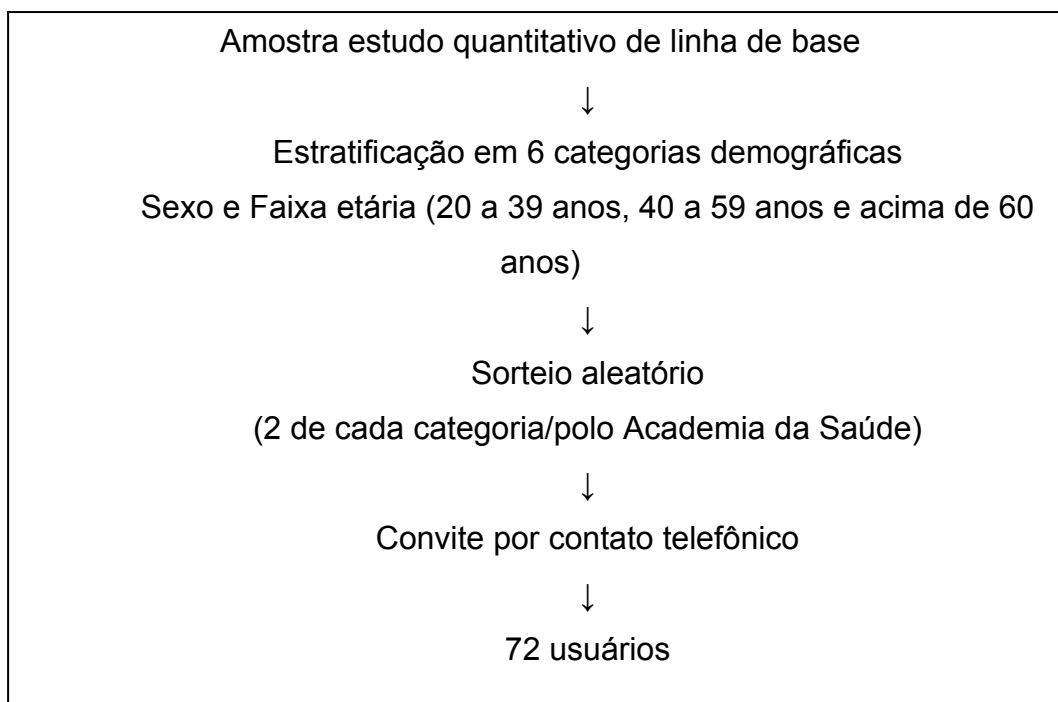 Amostra estudo quantitativo de linha de base
↓
Estratificação em 6 categorias demográficas
Sexo e Faixa etária (20 a 39 anos, 40 a 59 anos e acima de 60
anos)
↓
Sorteio aleatório
(2 de cada categoria/polo Academia da Saúde)
↓
Convite por contato telefônico
↓
72 usuários